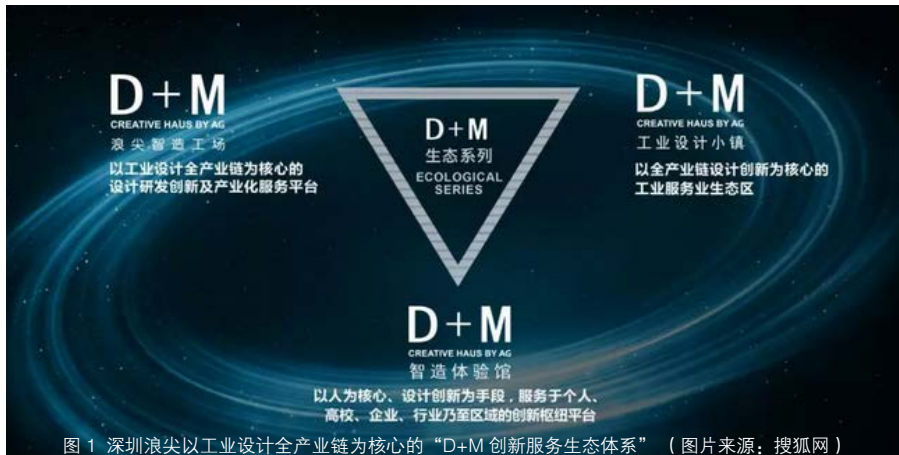 D+M
CREATIVE HAUS BY AG
浪尖智造工场
以工业设计全产业链为核心的
设计研发创新及产业化服务平台
D+M
生态系列
ECOLOGICAL
SERIES
D+M
CREATIVE HAUS BY AG
工业设计小镇
以全产业链设计创新为核心的
工业服务业生态区
D+M
CREATIVE HAUS BY AG
智造体验馆
以人为核心、设计创新为手段，服务于个人、
高校、企业、行业乃至区域的创新枢纽平台
图 1 深圳浪尖以工业设计全产业链为核心的“D+M 创新服务生态体系” （图片来源：搜狐网）